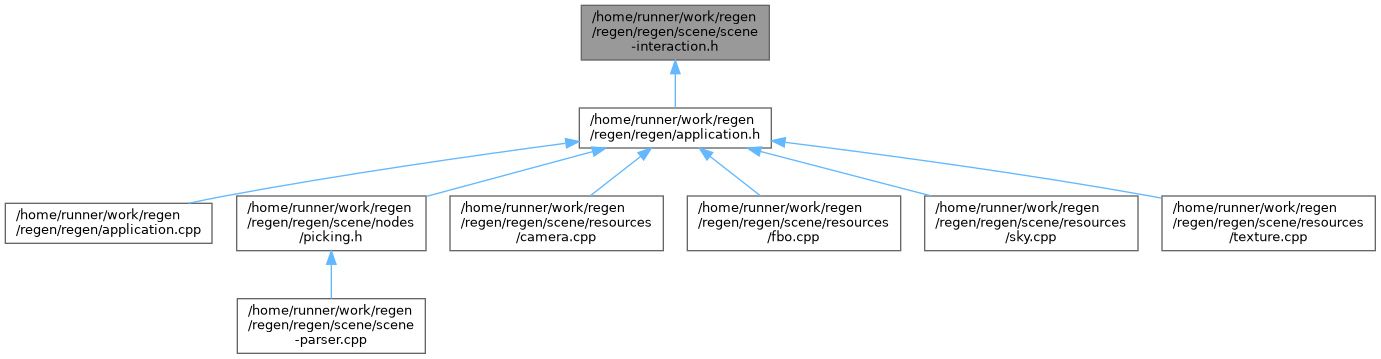 /home/runner/work/regen
/regen/regen/scene/scene
-interaction.h
/home/runner/work/regen
/regen/regen/application.h
/home/runner/work/regen
/regen/regen/application.cpp
/home/runner/work/regen
/regen/regen/scene/nodes
/picking.h
/home/runner/work/regen
/regen/regen/scene/resources
/camera.cpp
/home/runner/work/regen
/regen/regen/scene/resources
/fbo.cpp
/home/runner/work/regen
/regen/regen/scene/resources
/sky.cpp
/home/runner/work/regen
/regen/regen/scene/resources
/texture.cpp
/home/runner/work/regen
/regen/regen/scene/scene
-parser.cpp